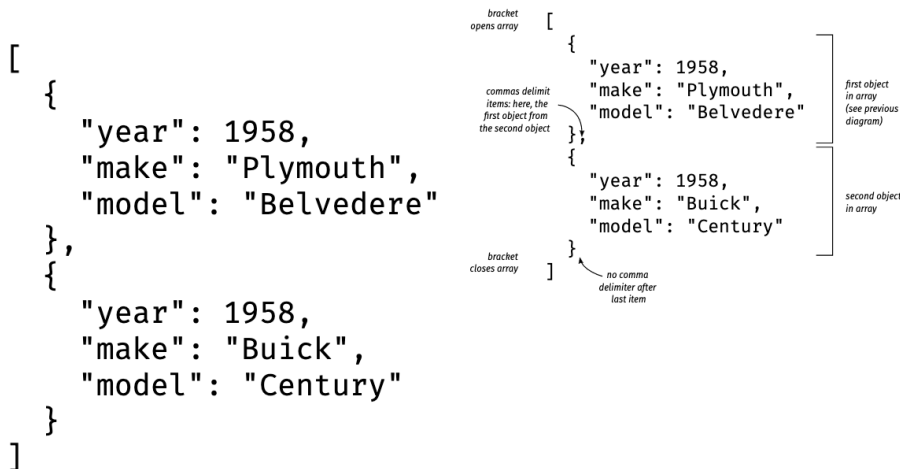 [
{
"year": 1958,
"make": "Plymouth",
"model": "Belvedere"
},
{
"year": 1958,
"make": "Buick",
"model": "Century"
}
]
bracket
opens array
[
{
"year": 1958,
"make": "Plymouth",
"model": "Belvedere"
},
{
"year": 1958,
"make": "Buick",
"model": "Century"
}
]
commas delimit
items: here, the
first object from
the second object
first object
in array
(see previous
diagram)
second object
in array
bracket
closes array
no comma
delimiter after
last item